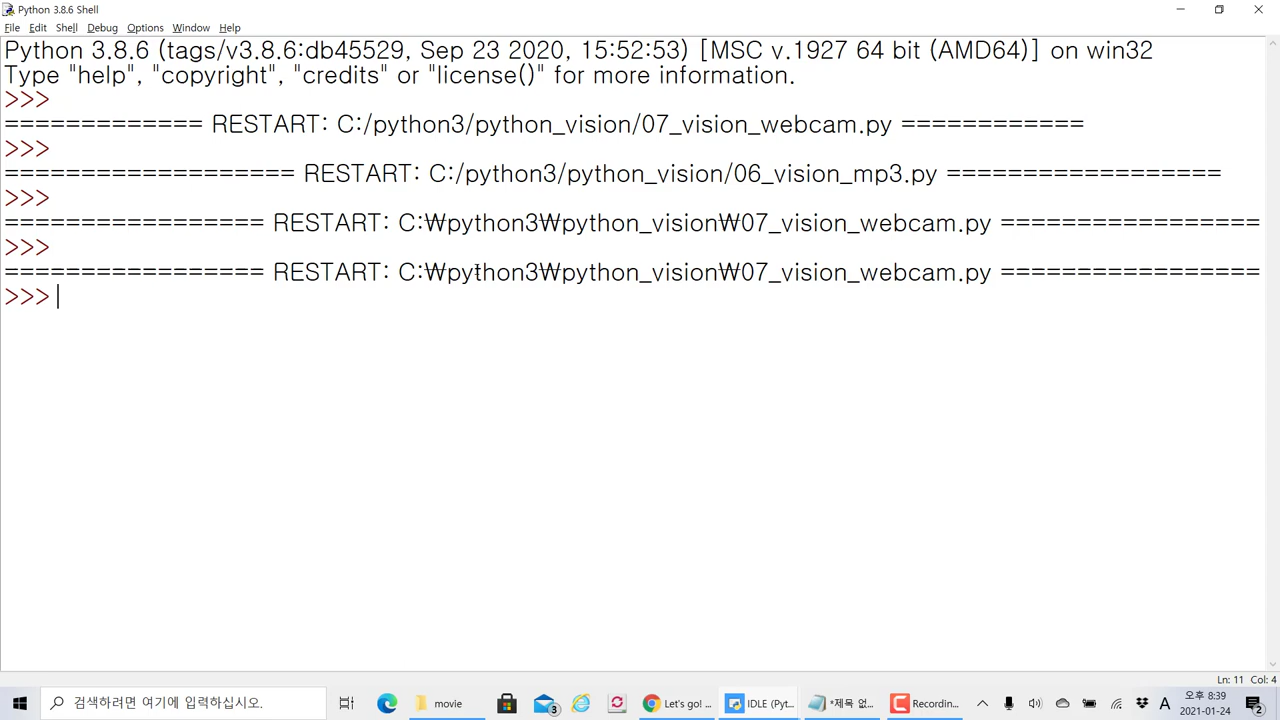 Python 3.8.6 Shell
File Edit Shell Debug Options Window Help
Python 3.8.6 (tags/v3.8.6:db45529, Sep 23 2020, 15:52:53) [MSC v.1927 64 bit (AMD64)] on win32
Type "help", "copyright", "credits" or "license()" for more information.
>>>
============= RESTART: C:/python3/python_vision/07_vision_webcam.py ============
>>>
=================== RESTART: C:/python3/python_vision/06_vision_mp3.py ==================
>>>
================= RESTART: C:₩python3₩python_vision₩07_vision_webcam.py =================
>>>
================= RESTART: C:₩python3₩python_vision₩07_vision_webcam.py =================
>>>
Ln: 11 Col: 4
검색하려면 여기에 입력하십시오. movie 3 Let's go! ... IDLE (Pyt... *제목 없... Recordin... A 오후 8:39 2
2021-01-24